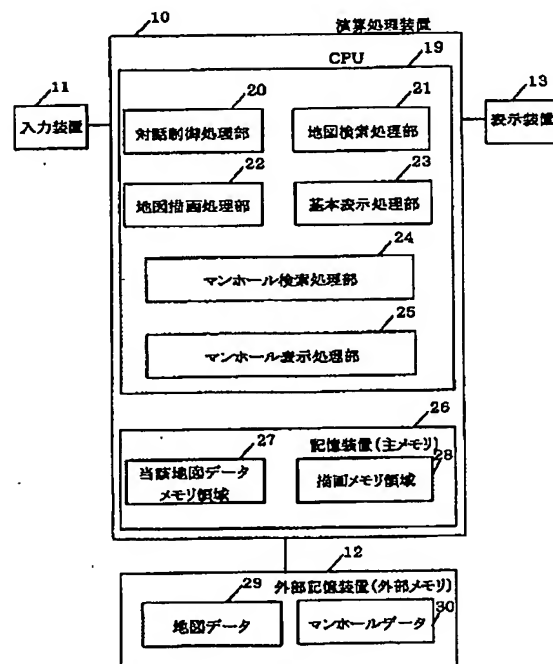 10
演算処理装置
CPU
19
11
入力装置
20
対話制御処理部
21
地図検索処理部
13
表示装置
22
地図描画処理部
23
基本表示処理部
24
マンホール検索処理部
25
マンホール表示処理部
26
記憶装置(主メモリ)
27
当該地図データ
メモリ領域
28
描画メモリ領域
12
外部記憶装置(外部メモリ)
29
地図データ
マンホールデータ
30